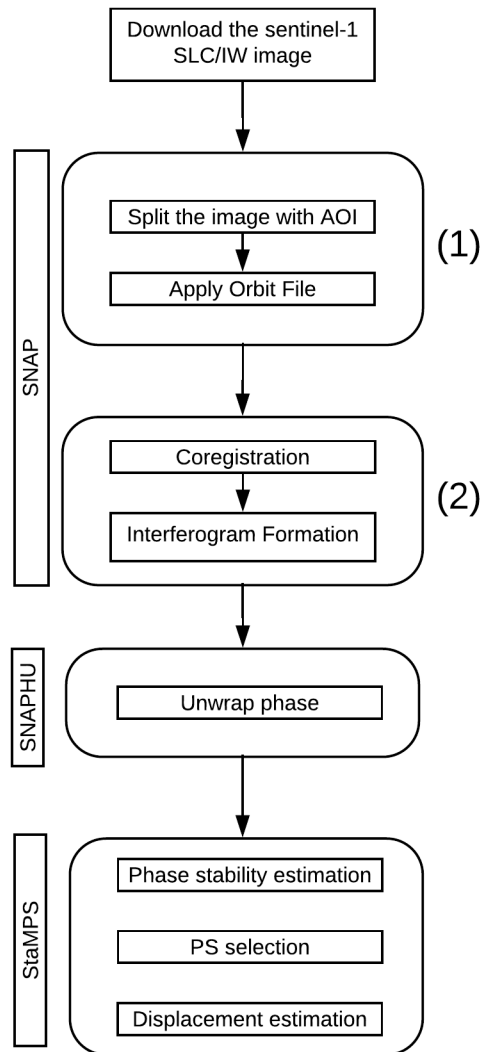 Download the sentinel-1
SLC/IW image
SNAP
Split the image with AOI
Apply Orbit File
(1)
Coregistration
Interferogram Formation
(2)
SNAPHU
Unwrap phase
StaMPS
Phase stability estimation
PS selection
Displacement estimation